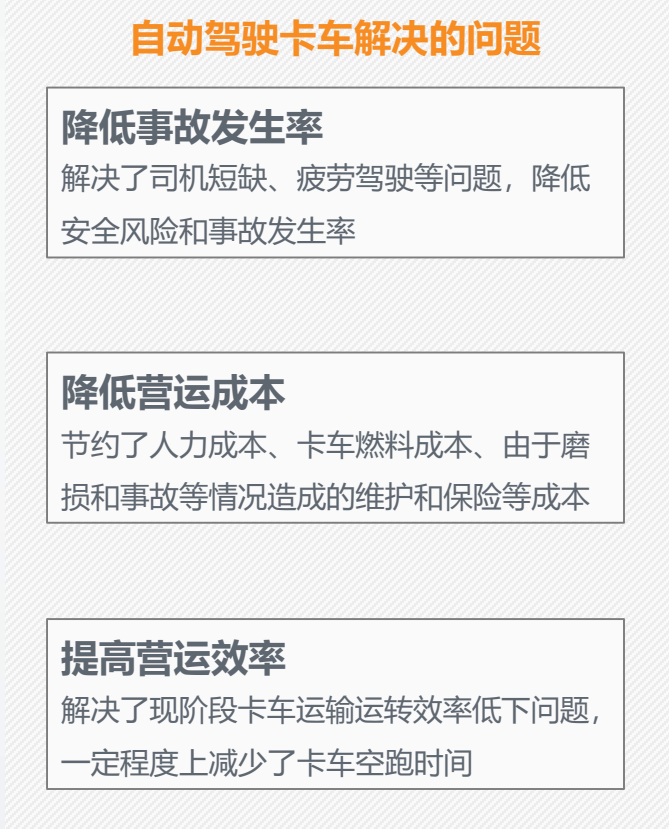 自动驾驶卡车解决的问题
降低事故发生率
解决了司机短缺、疲劳驾驶等问题，降低
安全风险和事故发生率
降低营运成本
节约了人力成本、卡车燃料成本、由于磨
损和事故等情况造成的维护和保险等成本
提高营运效率
解决了现阶段卡车运输运转效率低下问题，
一定程度上减少了卡车空跑时间